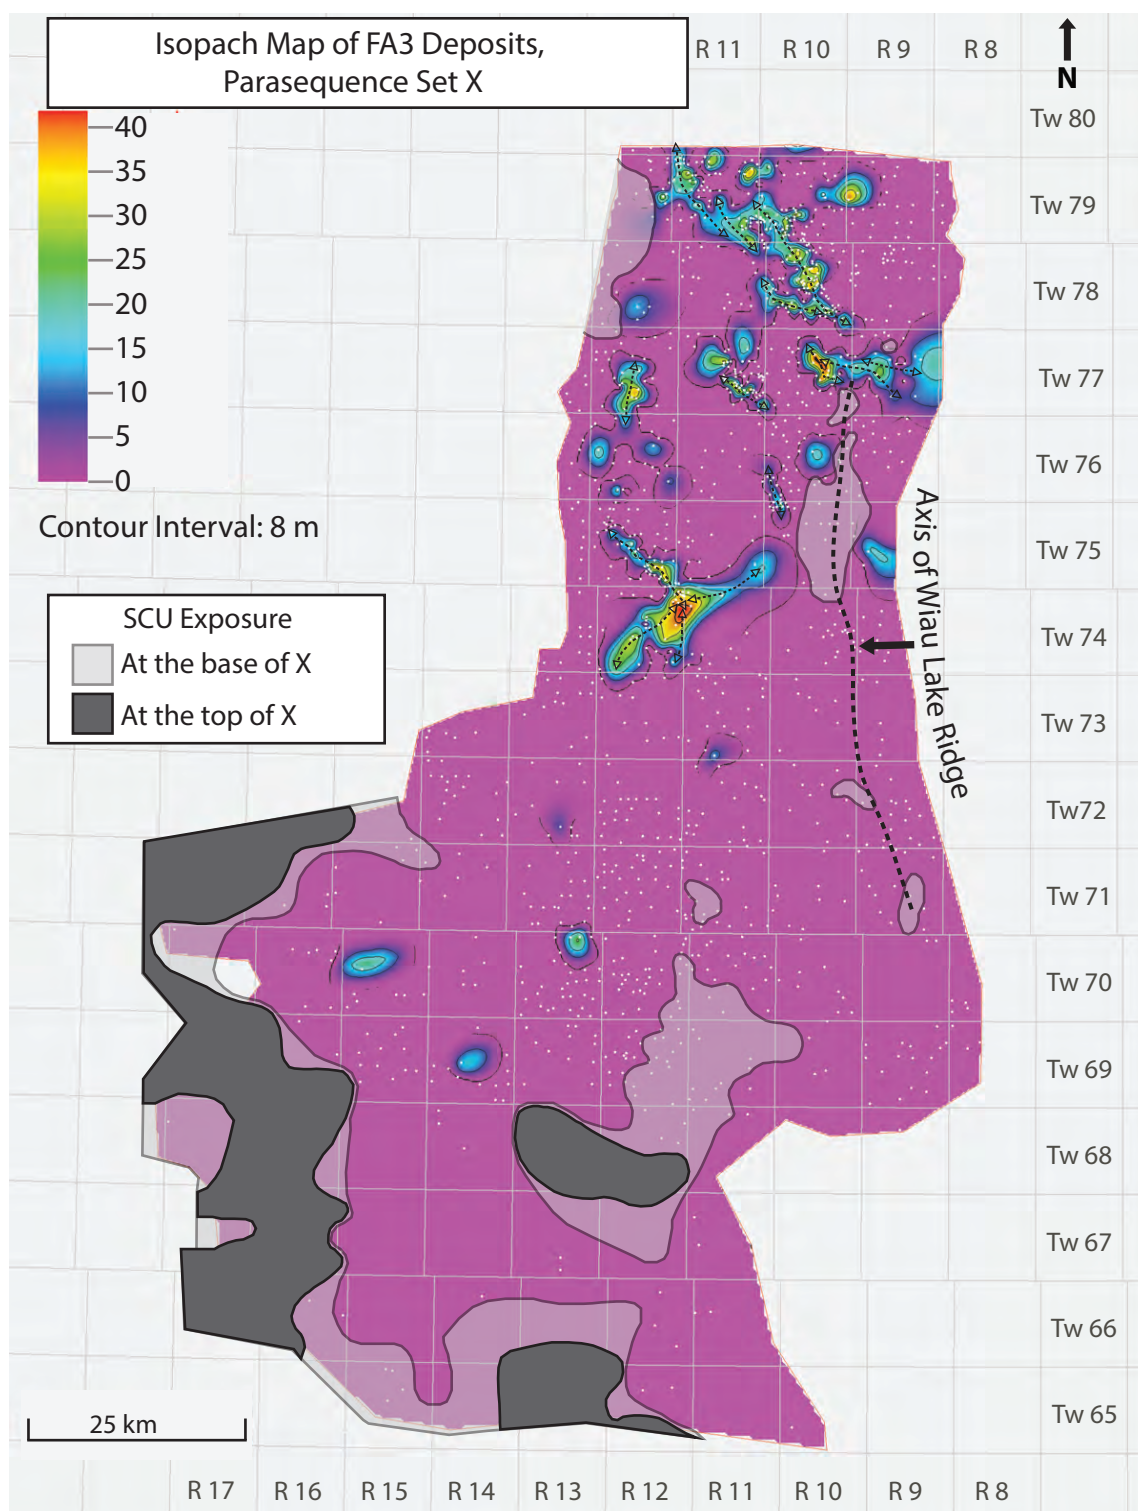 Isopach Map of FA3 Deposits,
Parasequence Set X
R 11 R 10 R 9 R 8
N
40
35
30
25
20
15
10
5
0
Contour Interval: 8 m
SCU Exposure
At the base of X
At the top of X
Axis of Wiau Lake Ridge
Tw 80
Tw 79
Tw 78
Tw 77
Tw 76
Tw 75
Tw 74
Tw 73
Tw72
Tw 71
Tw 70
Tw 69
Tw 68
Tw 67
Tw 66
Tw 65
25 km
R 17 R 16 R 15 R 14 R 13 R 12 R 11 R 10 R 9 R 8